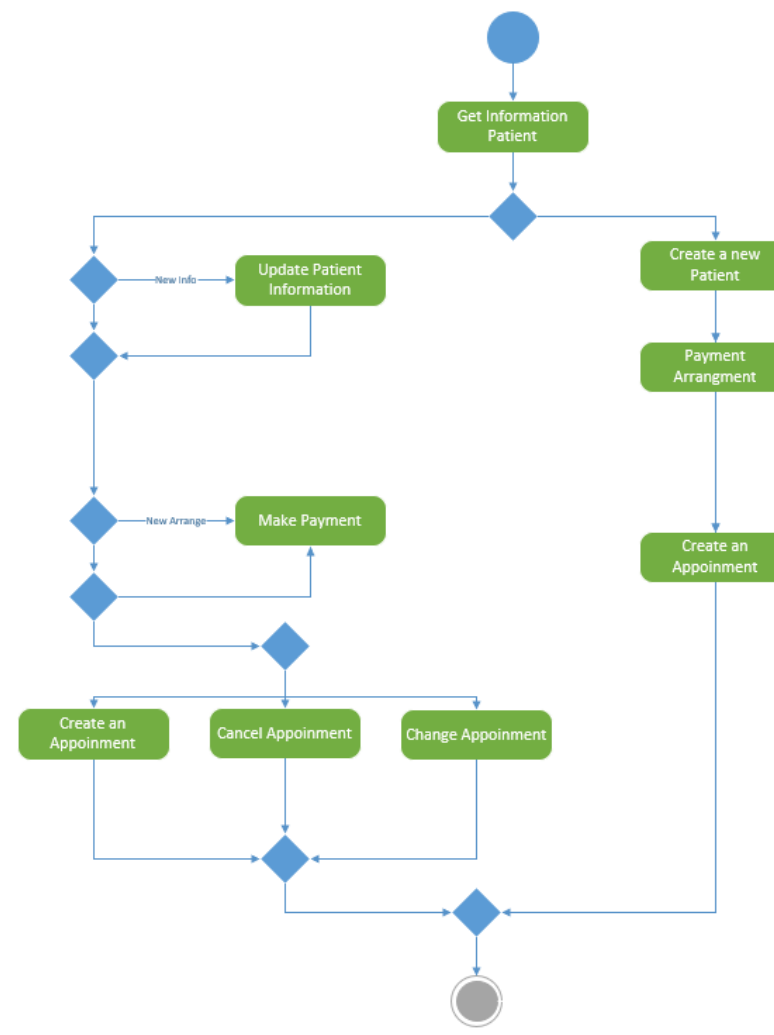 Get Information
Patient
Create a new
Patient
New Info
Update Patient
Information
Payment
Arrangment
New Arrange
Make Payment
Create an
Appoinment
Create an
Appoinment
Cancel Appoinment
Change Appoinment